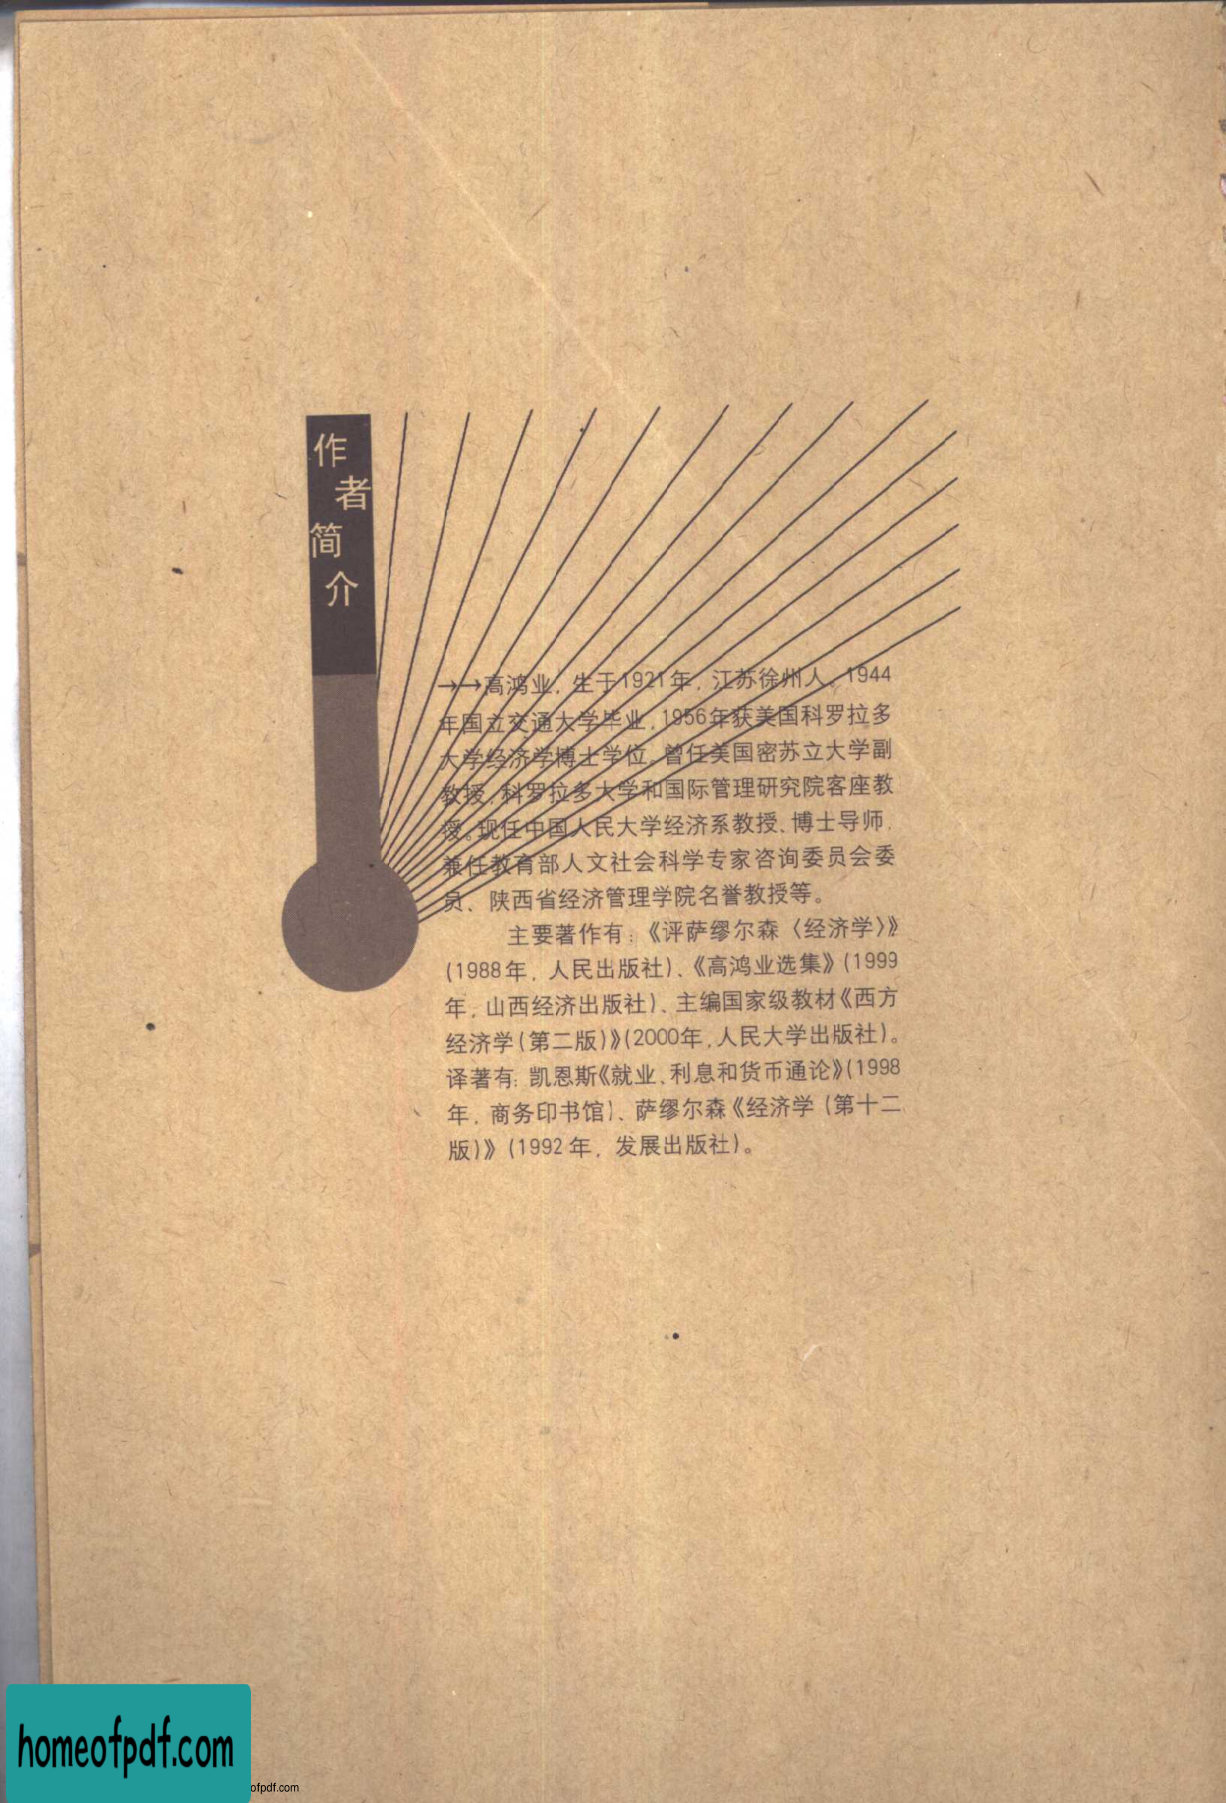 作者简介
→→高鸿业，生于1921年，江苏徐州人。1944
年国立交通大学毕业，1956年获美国科罗拉多
大学经济学博士学位。曾任美国密苏立大学副
教授，科罗拉多大学和国际管理研究院客座教
授。现任中国人民大学经济系教授、博士导师，
兼任教育部人文社会科学专家咨询委员会委
员、陕西省经济管理学院名誉教授等。
主要著作有：《评萨缪尔森〈经济学〉》
(1988年，人民出版社)、《高鸿业选集》(1999
年，山西经济出版社)、主编国家级教材《西方
经济学(第二版)》(2000年，人民大学出版社)。
译著有：凯恩斯《就业、利息和货币通论》(1998
年，商务印书馆)、萨缪尔森《经济学(第十二
版)》(1992年，发展出版社)。
homeofpdf.com
ofpdf.com